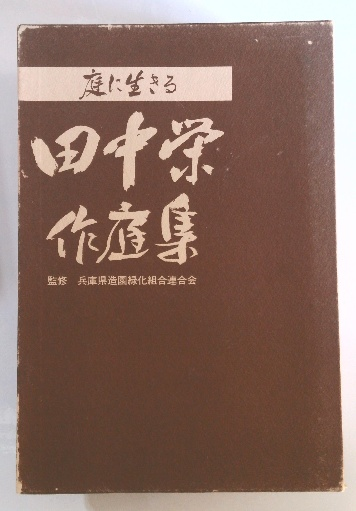 庭に生きる
田中栄
作庭集
監修 兵庫県造園緑化組合連合会